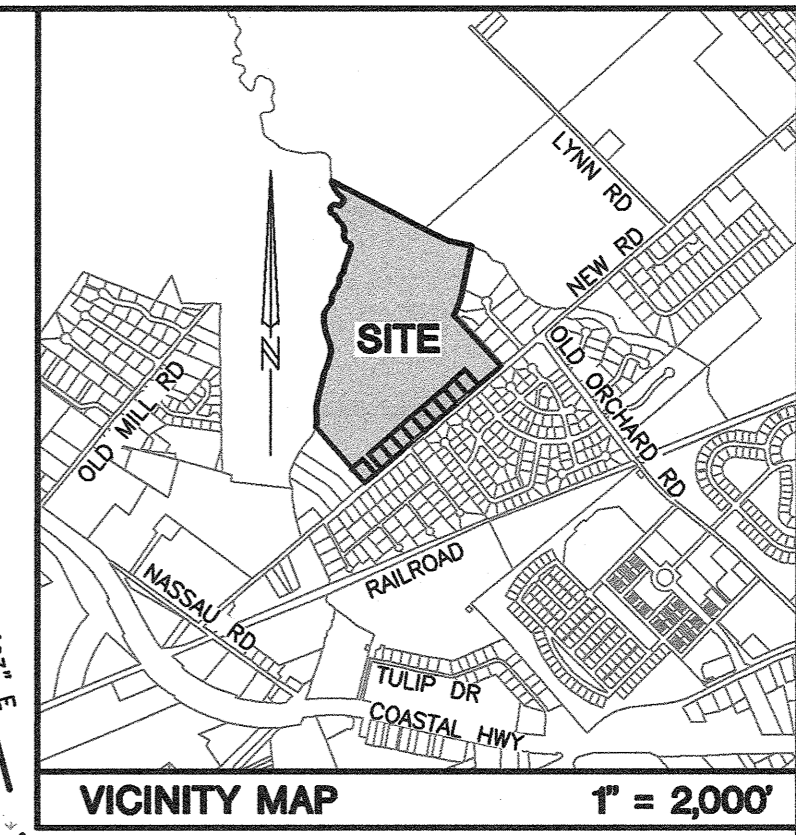 LYNN RD
NEW RD
SITE
N
OLD MILL RD
OLD ORCHARD RD
RAILROAD
NASSAU RD
TULIP DR
COASTAL HWY
" E
VICINITY MAP 1" = 2,000'